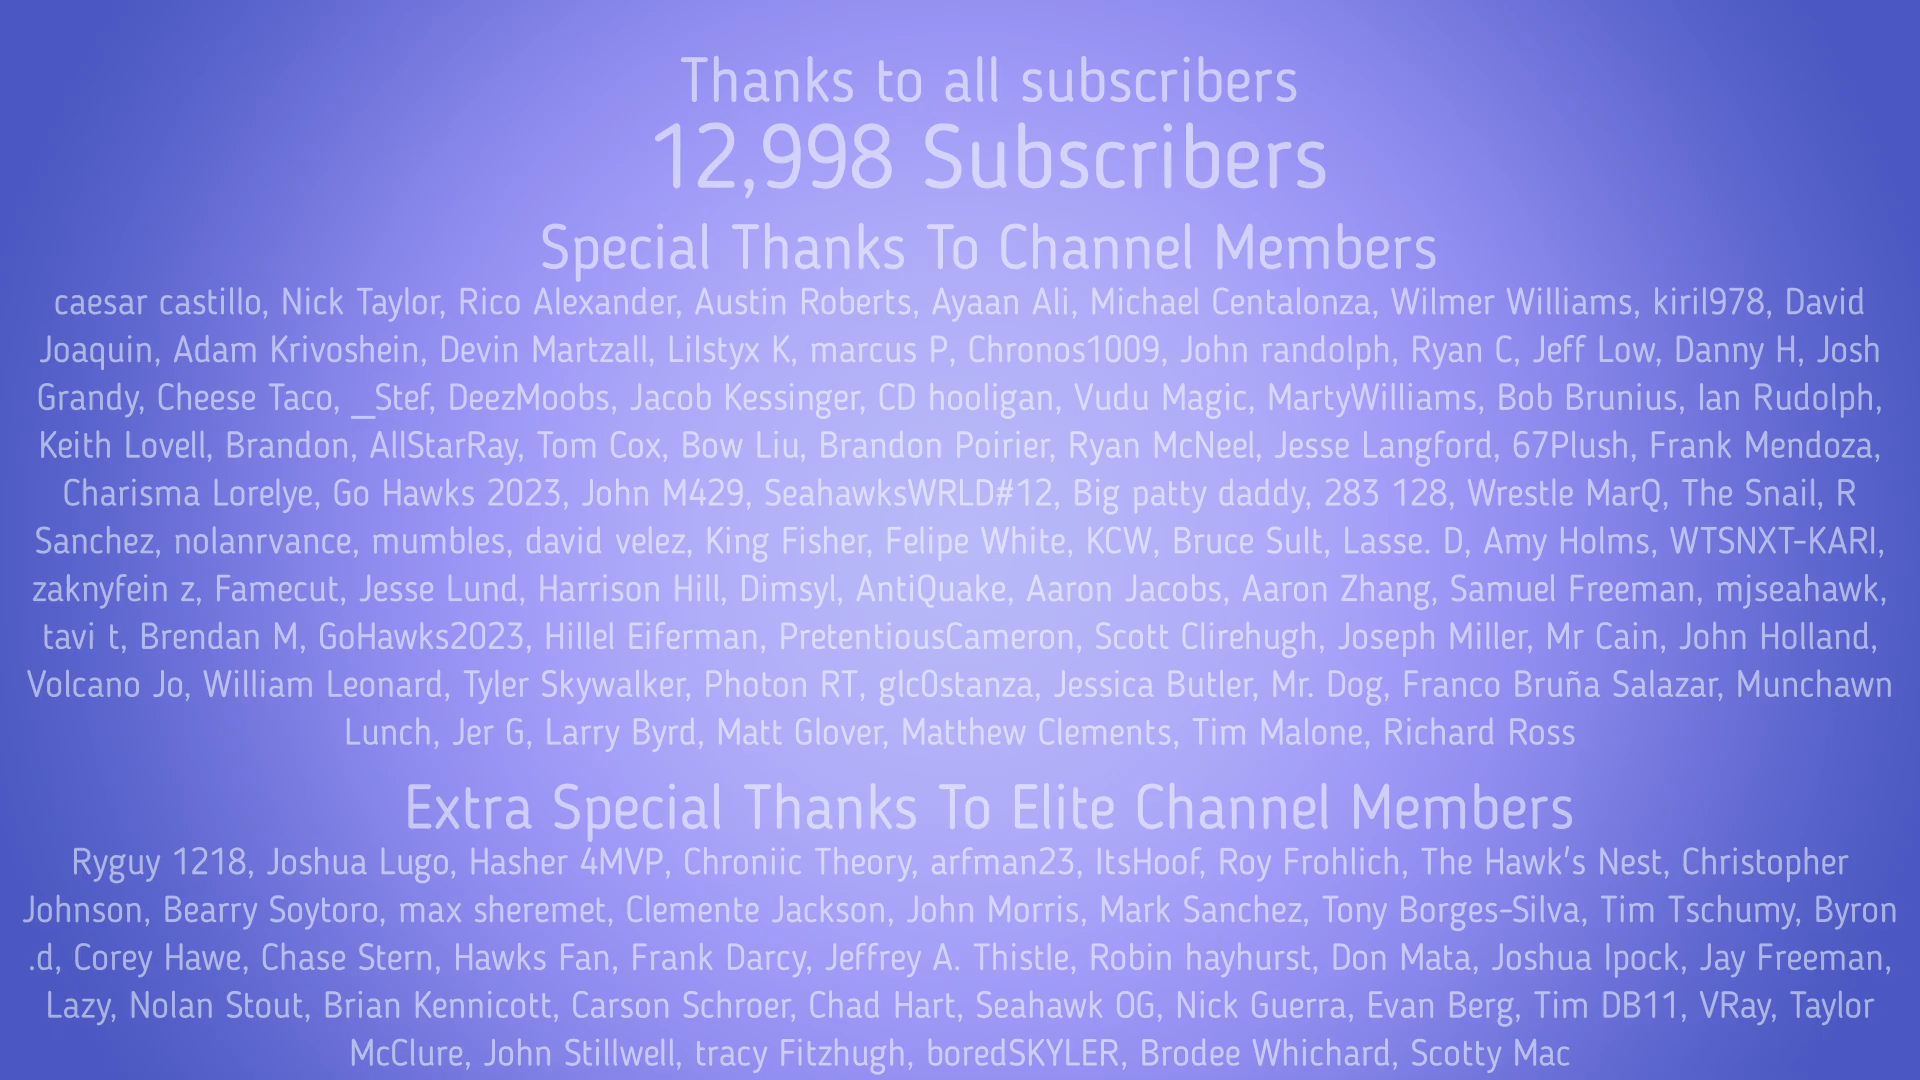 Thanks to all subscribers
12,998 Subscribers
Special Thanks To Channel Members
caesar castillo, Nick Taylor, Rico Alexander, Austin Roberts, Ayaan Ali, Michael Centalonza, Wilmer Williams, kiril978, David
Joaquin, Adam Krivoshein, Devin Martzall, Lilstyx K, marcus P, Chronos1009, John randolph, Ryan C, Jeff Low, Danny H, Josh
Grandy, Cheese Taco, _Stef, DeezMoobs, Jacob Kessinger, CD hooligan, Vudu Magic, MartyWilliams, Bob Brunius, Ian Rudolph,
Keith Lovell, Brandon, AllStarRay, Tom Cox, Bow Liu, Brandon Poirier, Ryan McNeel, Jesse Langford, 67Plush, Frank Mendoza,
Charisma Lorelye, Go Hawks 2023, John M429, SeahawksWRLD#12, Big patty daddy, 283 128, Wrestle MarQ, The Snail, R
Sanchez, nolanrvance, mumbles, david velez, King Fisher, Felipe White, KCW, Bruce Sult, Lasse. D, Amy Holms, WTSNXT-KARI,
zaknyfein z, Famecut, Jesse Lund, Harrison Hill, Dimsyl, AntiQuake, Aaron Jacobs, Aaron Zhang, Samuel Freeman, mjseahawk,
tavi t, Brendan M, GoHawks2023, Hillel Eiferman, PretentiousCameron, Scott Clirehugh, Joseph Miller, Mr Cain, John Holland,
Volcano Jo, William Leonard, Tyler Skywalker, Photon RT, glc0stanza, Jessica Butler, Mr. Dog, Franco Bruña Salazar, Munchawn
Lunch, Jer G, Larry Byrd, Matt Glover, Matthew Clements, Tim Malone, Richard Ross
Extra Special Thanks To Elite Channel Members
Ryguy 1218, Joshua Lugo, Hasher 4MVP, Chroniic Theory, arfman23, ItsHoof, Roy Frohlich, The Hawk's Nest, Christopher
Johnson, Bearry Soytoro, max sheremet, Clemente Jackson, John Morris, Mark Sanchez, Tony Borges-Silva, Tim Tschumy, Byron
.d, Corey Hawe, Chase Stern, Hawks Fan, Frank Darcy, Jeffrey A. Thistle, Robin hayhurst, Don Mata, Joshua Ipock, Jay Freeman,
Lazy, Nolan Stout, Brian Kennicott, Carson Schroer, Chad Hart, Seahawk OG, Nick Guerra, Evan Berg, Tim DB11, VRay, Taylor
McClure, John Stillwell, tracy Fitzhugh, boredSKYLER, Brodee Whichard, Scotty Mac